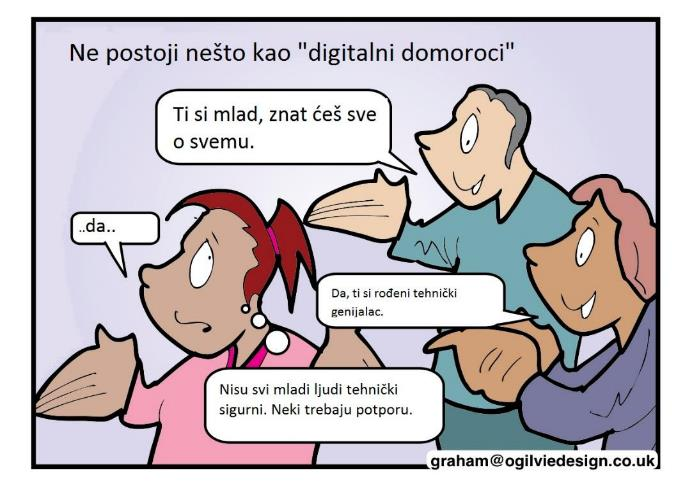 Ne postoji nešto kao "digitalni domoroci"
Ti si mlad, znat ćeš sve
o svemu.
..da..
Da, ti si rođeni tehnički
genijalac.
Nisu svi mladi ljudi tehnički
sigurni. Neki trebaju potporu.
graham@ogilviedesign.co.uk